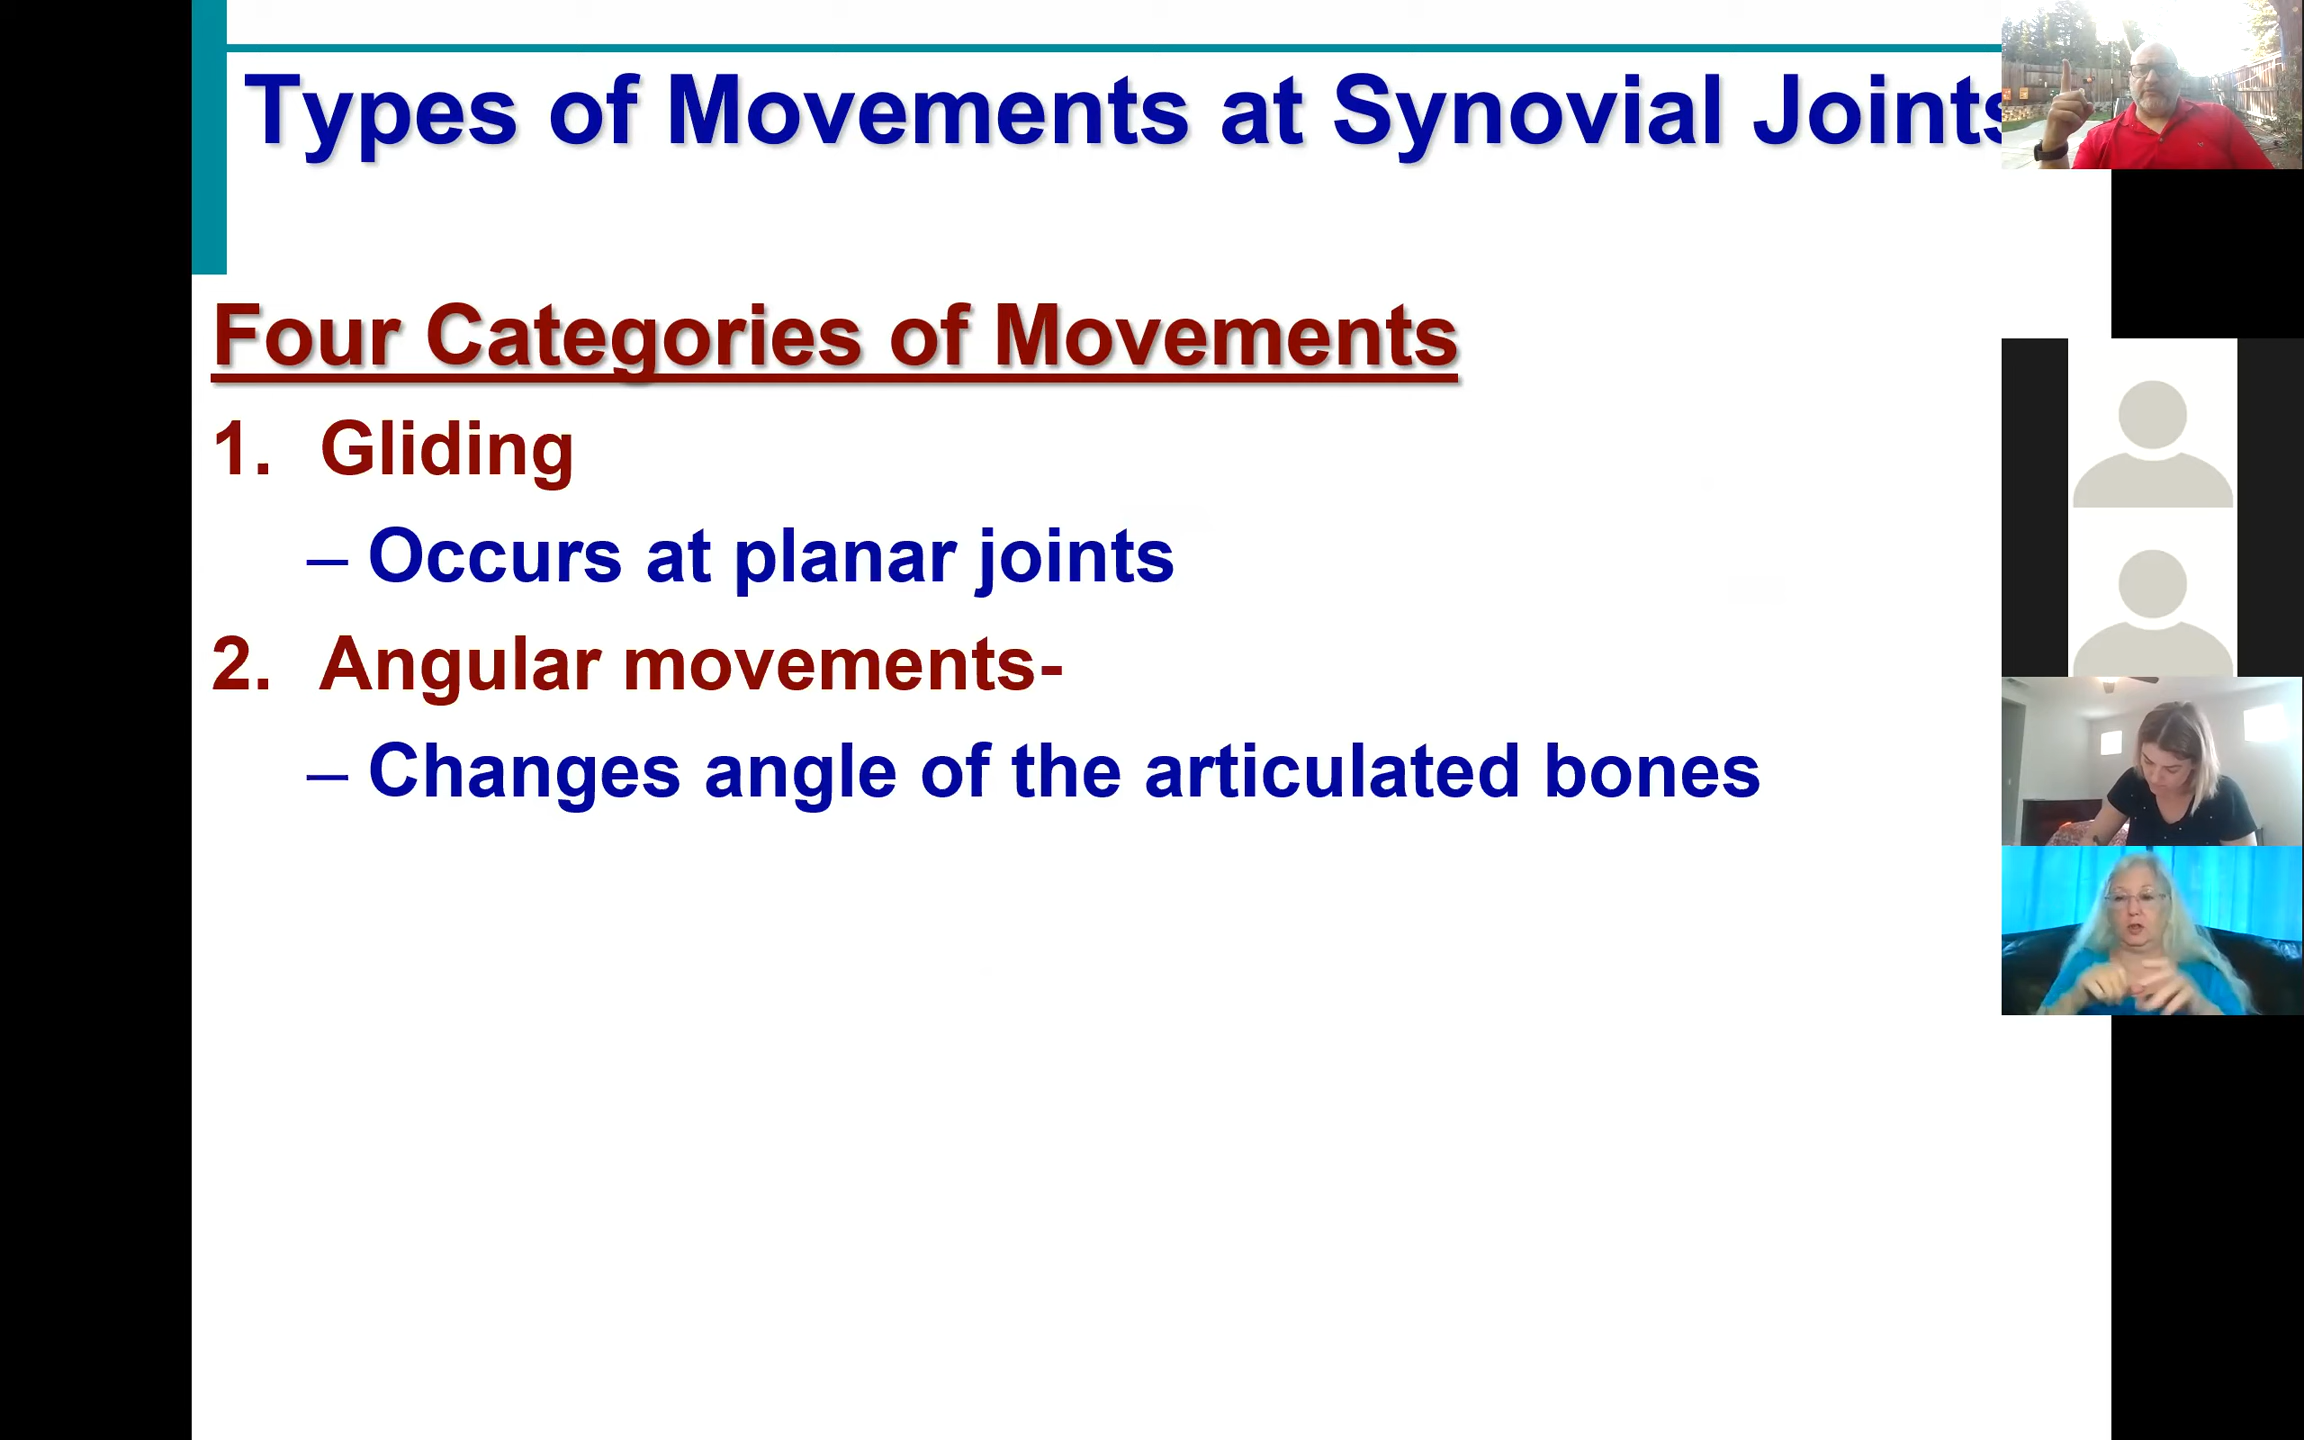 Types of Movements at Synovial Joints
Four Categories of Movements
1. Gliding
– Occurs at planar joints
2. Angular movements-
– Changes angle of the articulated bones